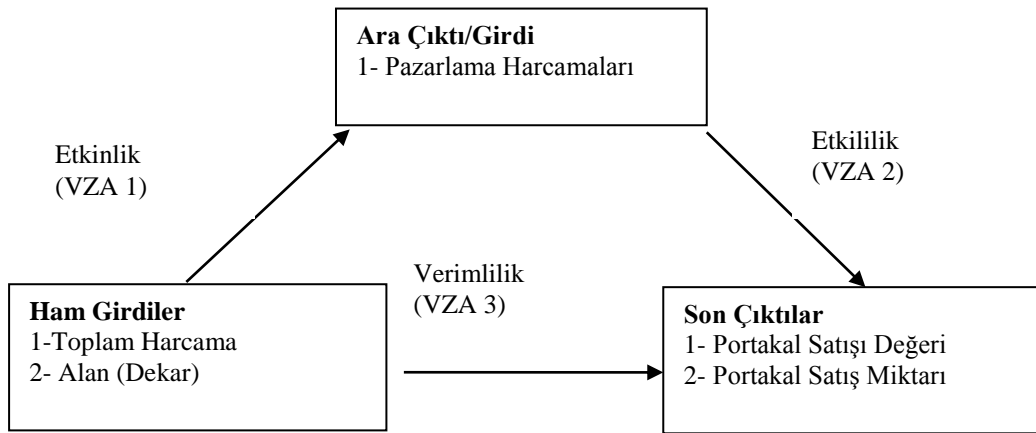 Ara Çıktı/Girdi
1- Pazarlama Harcamaları
Etkinlik
(VZA 1)
Etkililik
(VZA 2)
Verimlilik
(VZA 3)
Ham Girdiler
1-Toplam Harcama
2- Alan (Dekar)
Son Çıktılar
1- Portakal Satışı Değeri
2- Portakal Satış Miktarı